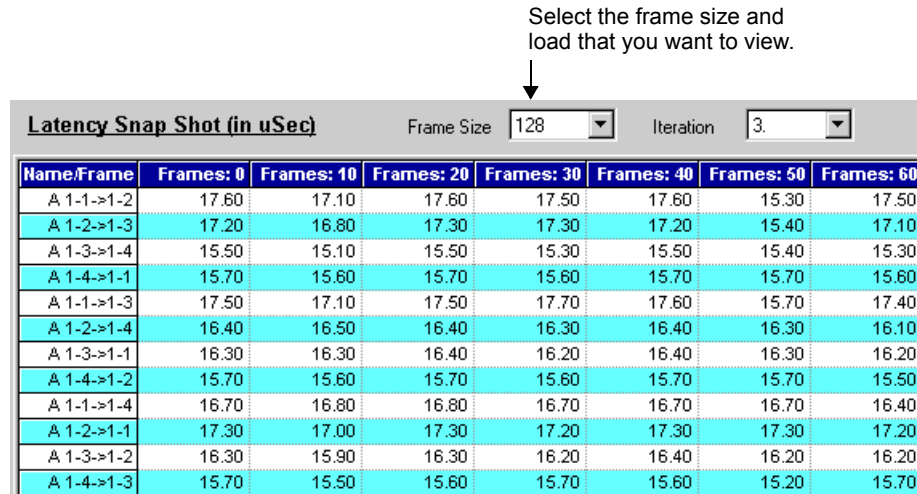 Select the frame size and
load that you want to view.
Latency Snap Shot (in uSec) Frame Size 128 Iteration 3.
Name/Frame Frames: 0 Frames: 10 Frames: 20 Frames: 30 Frames: 40 Frames: 50 Frames: 60
A 1-1->1-2 17.60 17.10 17.60 17.50 17.60 15.30 17.50
A 1-2->1-3 17.20 16.80 17.30 17.30 17.20 15.40 17.10
A 1-3->1-4 15.50 15.10 15.50 15.30 15.50 15.40 15.30
A 1-4->1-1 15.70 15.60 15.70 15.60 15.70 15.70 15.60
A 1-1->1-3 17.50 17.10 17.50 17.70 17.60 15.70 17.40
A 1-2->1-4 16.40 16.50 16.40 16.30 16.40 16.30 16.10
A 1-3->1-1 16.30 16.30 16.40 16.20 16.40 16.30 16.20
A 1-4->1-2 15.70 15.60 15.70 15.60 15.70 15.70 15.50
A 1-1->1-4 16.70 16.80 16.80 16.70 16.70 16.70 16.40
A 1-2->1-1 17.30 17.00 17.30 17.20 17.30 17.30 17.20
A 1-3->1-2 16.30 15.90 16.30 16.20 16.40 16.20 16.20
A 1-4->1-3 15.70 15.50 15.60 15.70 15.60 15.20 15.70